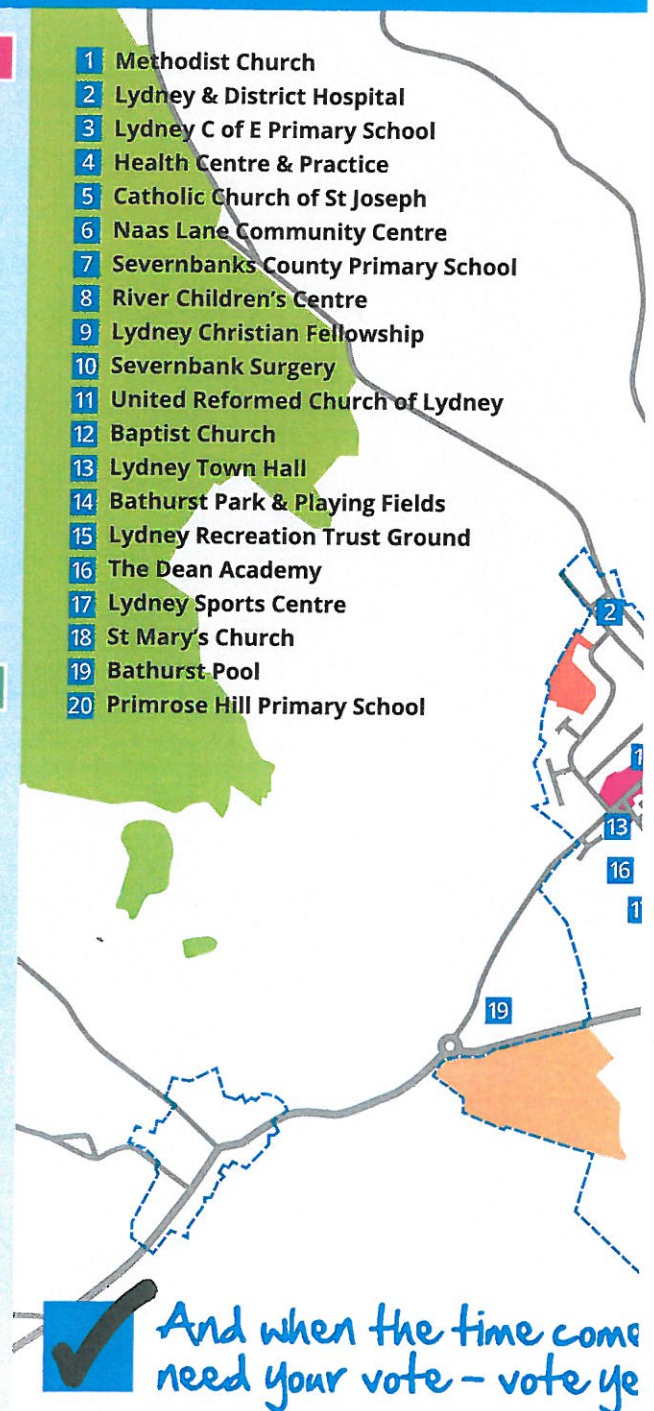 1 Methodist Church
2 Lydney & District Hospital
3 Lydney C of E Primary School
4 Health Centre & Practice
5 Catholic Church of St Joseph
6 Naas Lane Community Centre
7 Severnbanks County Primary School
8 River Children's Centre
9 Lydney Christian Fellowship
10 Severnbank Surgery
11 United Reformed Church of Lydney
12 Baptist Church
13 Lydney Town Hall
14 Bathurst Park & Playing Fields
15 Lydney Recreation Trust Ground
16 The Dean Academy
17 Lydney Sports Centre
18 St Mary's Church
19 Bathurst Pool
20 Primrose Hill Primary School
2
13
16
19
And when the time come
need your vote – vote ye